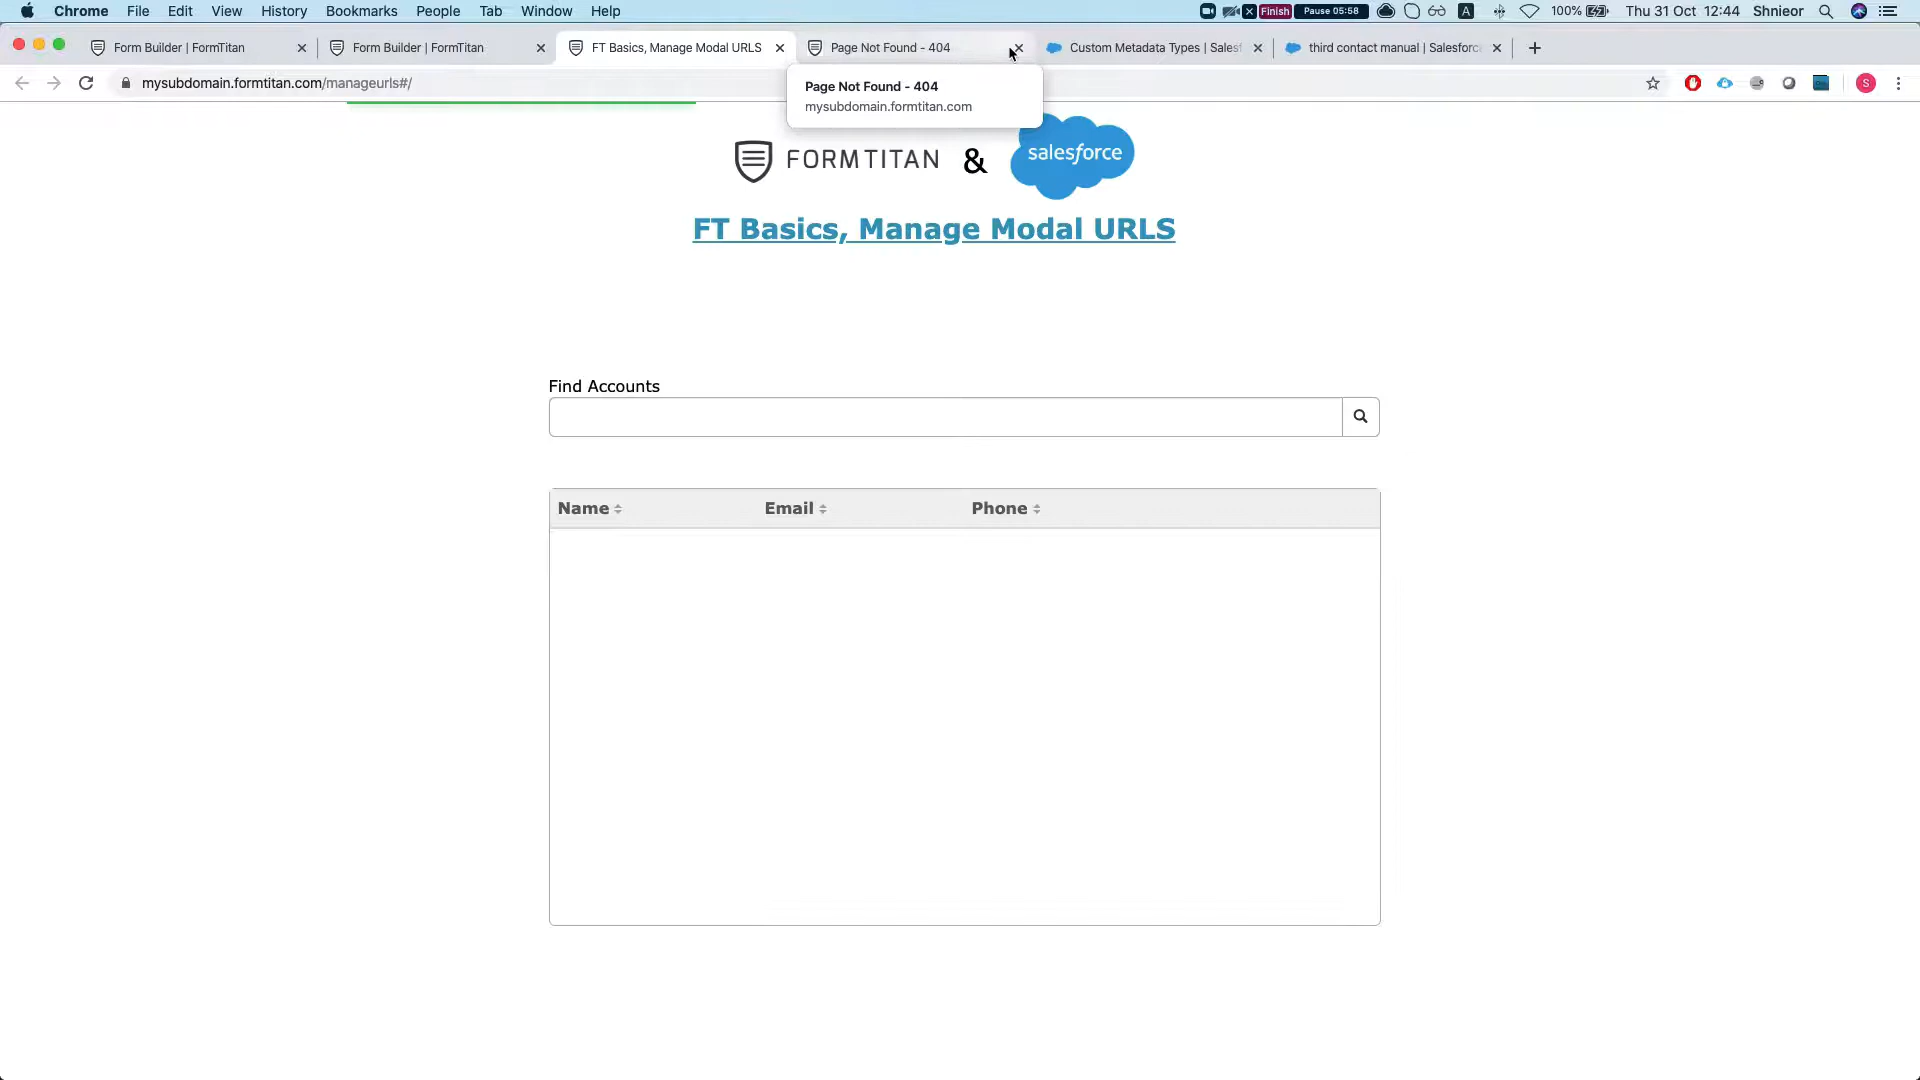 Chrome File Edit View History Bookmarks People Tab Window Help Finish Pause 05:58 A 100% Thu 31 Oct 12:44 Shnieor
Form Builder | FormTitan Form Builder | FormTitan FT Basics, Manage Modal URLS Page Not Found - 404 Custom Metadata Types | Salesf third contact manual | Salesforc
mysubdomain.formtitan.com/manageurls#/ S
Page Not Found - 404
mysubdomain.formtitan.com
FORMTITAN & salesforce
FT Basics, Manage Modal URLS
Find Accounts
Name Email Phone